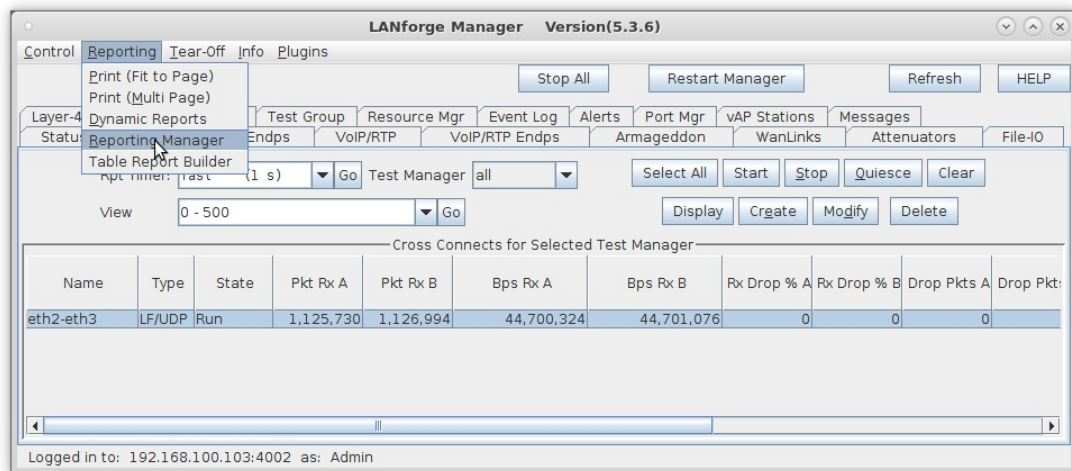 LANforge Manager Version(5.3.6)
Control Reporting Tear-Off Info Plugins
Print (Fit to Page)
Print (Multi Page)
Dynamic Reports
Reporting Manager
Table Report Builder
Stop All Restart Manager Refresh HELP
Layer-4 Test Group Resource Mgr Event Log Alerts Port Mgr vAP Stations Messages
Status Endps VoIP/RTP VoIP/RTP Endps Armageddon WanLinks Attenuators File-IO
Rpt Timer: fast (1 s) Go Test Manager all Select All Start Stop Quiesce Clear
View 0 - 500 Go Display Create Modify Delete
Cross Connects for Selected Test Manager
Name Type State Pkt Rx A Pkt Rx B Bps Rx A Bps Rx B Rx Drop % A Rx Drop % B Drop Pkts A Drop Pkts
eth2-eth3 LF/UDP Run 1,125,730 1,126,994 44,700,324 44,701,076 0 0 0
Logged in to: 192.168.100.103:4002 as: Admin